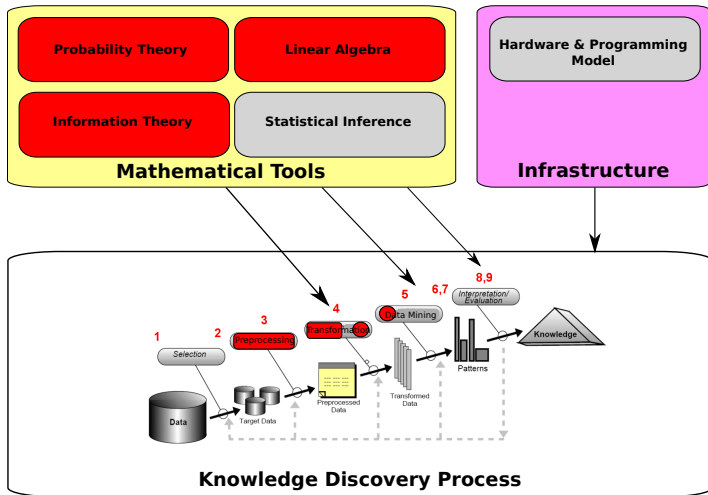 Probability Theory
Linear Algebra
Information Theory
Statistical Inference
Mathematical Tools
Hardware & Programming
Model
Infrastructure
1
2
3
4
5
6,7
8,9
Selection
Preprocessing
Transformation
Data Mining
Interpretation/
Evaluation
Data
Target Data
Preprocessed
Data
Transformed
Data
Patterns
Knowledge
Knowledge Discovery Process